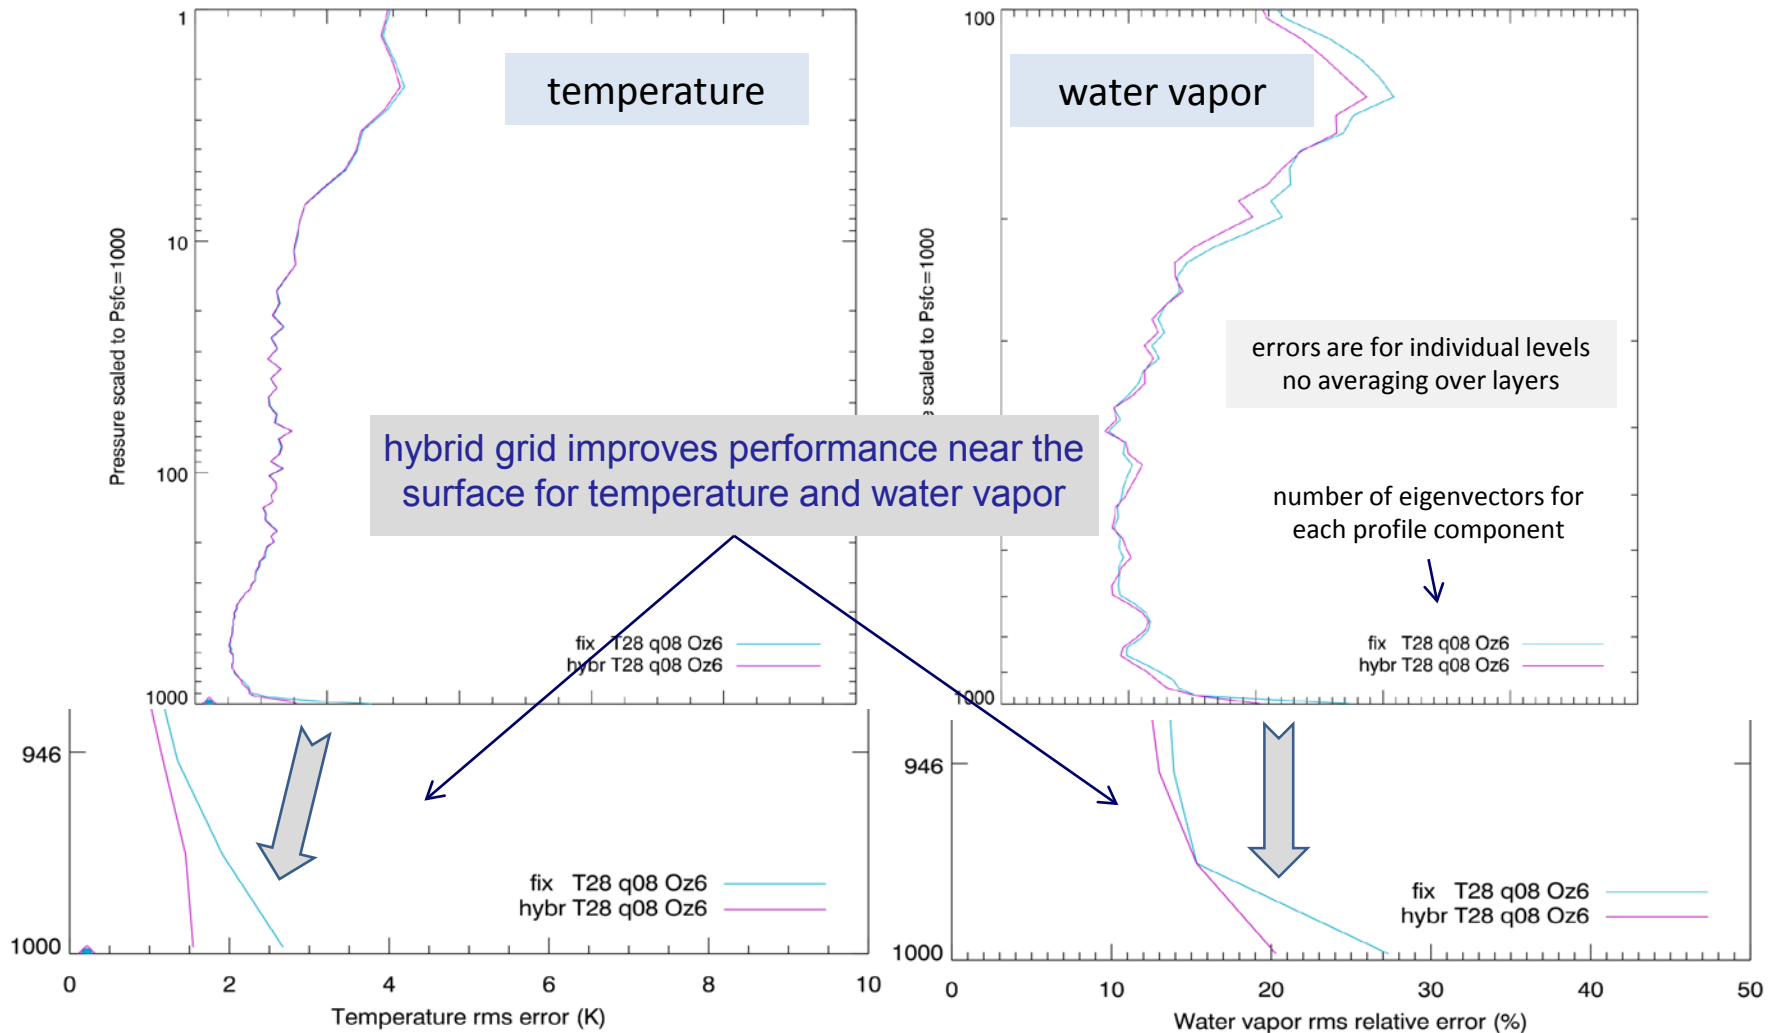 temperature
1
10
100
1000
Pressure scaled to Psfc=1000
fix T28 q08 Oz6
hybr T28 q08 Oz6
water vapor
100
1000
scaled to Psfc=1000
errors are for individual levels
no averaging over layers
number of eigenvectors for
each profile component
fix T28 q08 Oz6
hybr T28 q08 Oz6
hybrid grid improves performance near the
surface for temperature and water vapor
946
1000
fix T28 q08 Oz6
hybr T28 q08 Oz6
0 2 4 6 8 10
Temperature rms error (K)
946
1000
fix T28 q08 Oz6
hybr T28 q08 Oz6
0 10 20 30 40 50
Water vapor rms relative error (%)